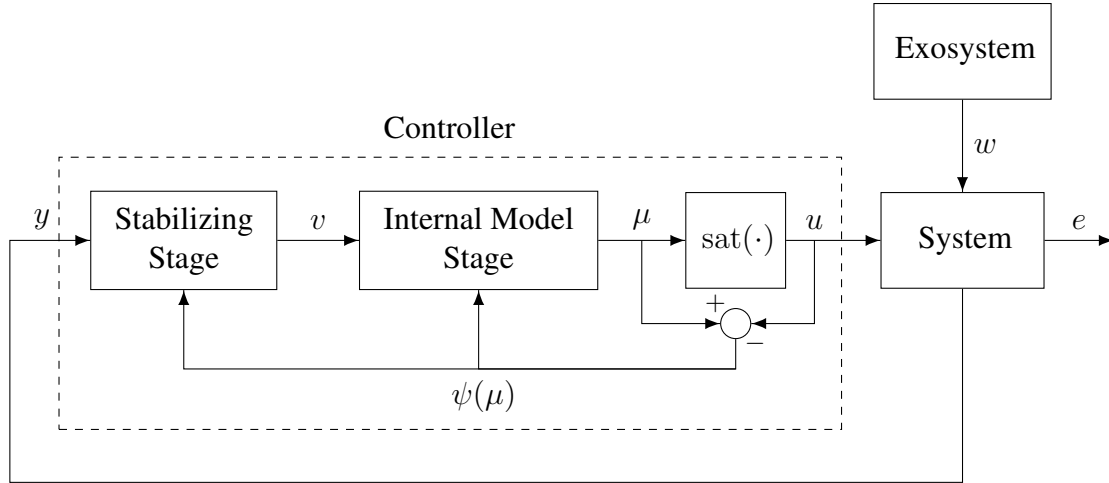 Exosystem
Controller
w
y
Stabilizing
Stage
v
Internal Model
Stage
μ
sat(·)
u
System
e
+
−
ψ(μ)